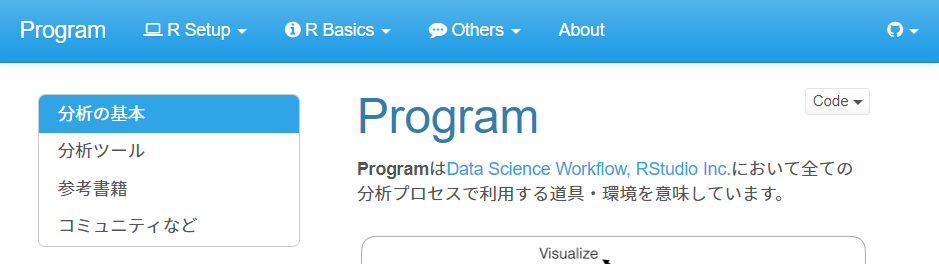 Program R Setup R Basics Others About
分析の基本
分析ツール
参考書籍
コミュニティなど
Program
Code
ProgramはData Science Workflow, RStudio Inc.において全ての
分析プロセスで利用する道具・環境を意味しています。
Visualize